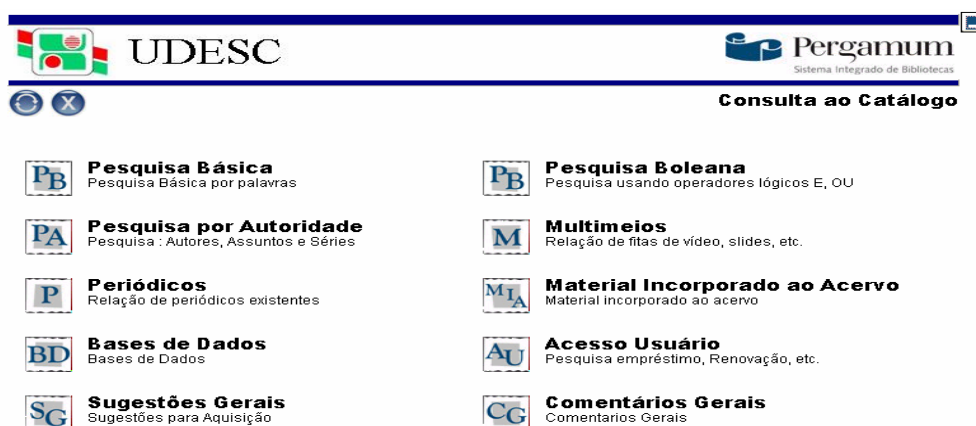 UDESC
Pergamum
Sistema Integrado de Bibliotecas
Consulta ao Catálogo
X
PB Pesquisa Básica
Pesquisa Básica por palavras
PB Pesquisa Boleana
Pesquisa usando operadores lógicos E, OU
PA Pesquisa por Autoridade
Pesquisa : Autores, Assuntos e Séries
M Multimeios
Relação de fitas de vídeo, slides, etc.
P Periódicos
Relação de periódicos existentes
MIA Material Incorporado ao Acervo
Material incorporado ao acervo
BD Bases de Dados
Bases de Dados
AU Acesso Usuário
Pesquisa empréstimo, Renovação, etc.
SG Sugestões Gerais
Sugestões para Aquisição
CG Comentários Gerais
Comentarios Gerais